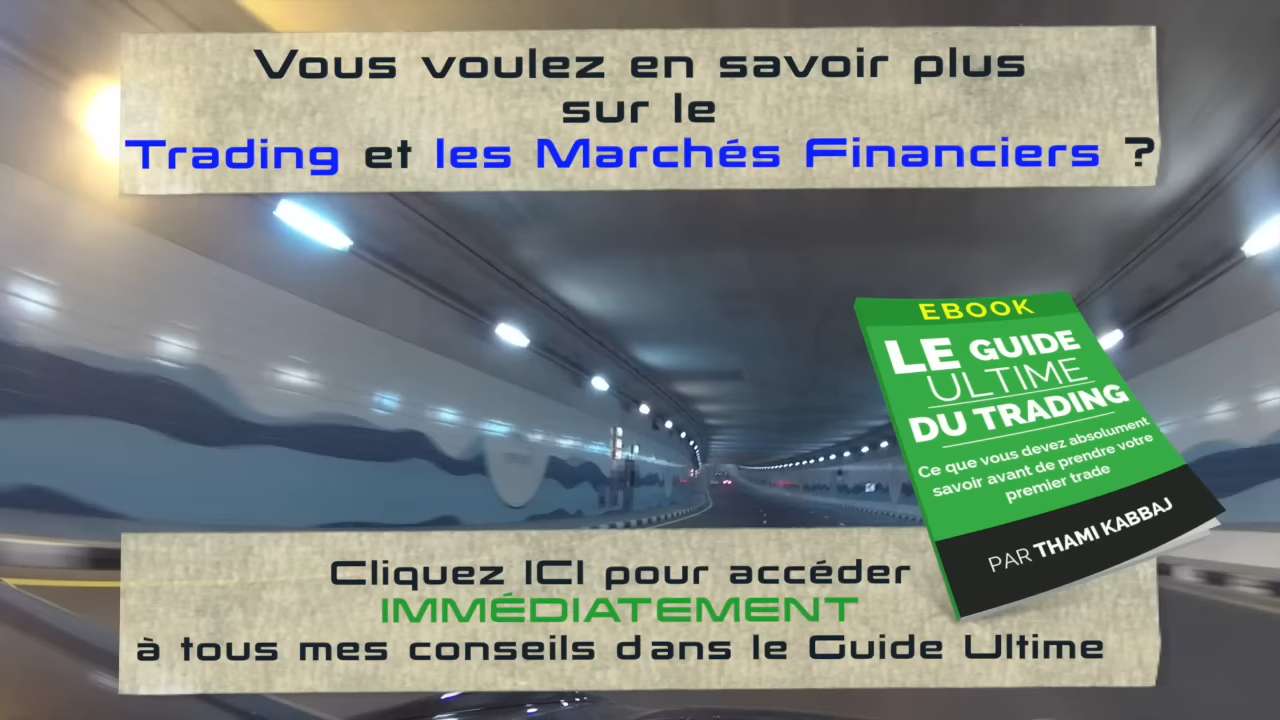 Vous voulez en savoir plus
sur le
Trading et les Marchés Financiers ?
EBOOK
LE GUIDE
ULTIME
DU TRADING
Ce que vous devez absolument
savoir avant de prendre votre
premier trade
PAR THAMI KABBAJ
Cliquez ICI pour accéder
IMMÉDIATEMENT
à tous mes conseils dans le Guide Ultime